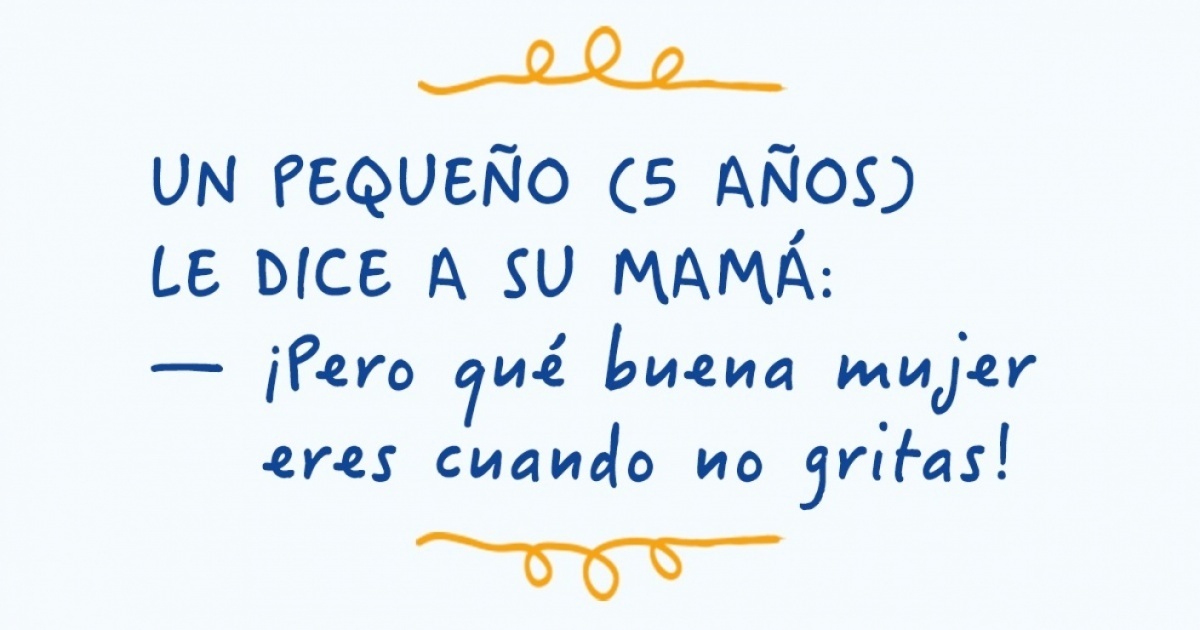 UN PEQUEÑO (5 AÑOS)
LE DICE A SU MAMÁ:
— ¡Pero qué buena mujer
eres cuando no gritas!